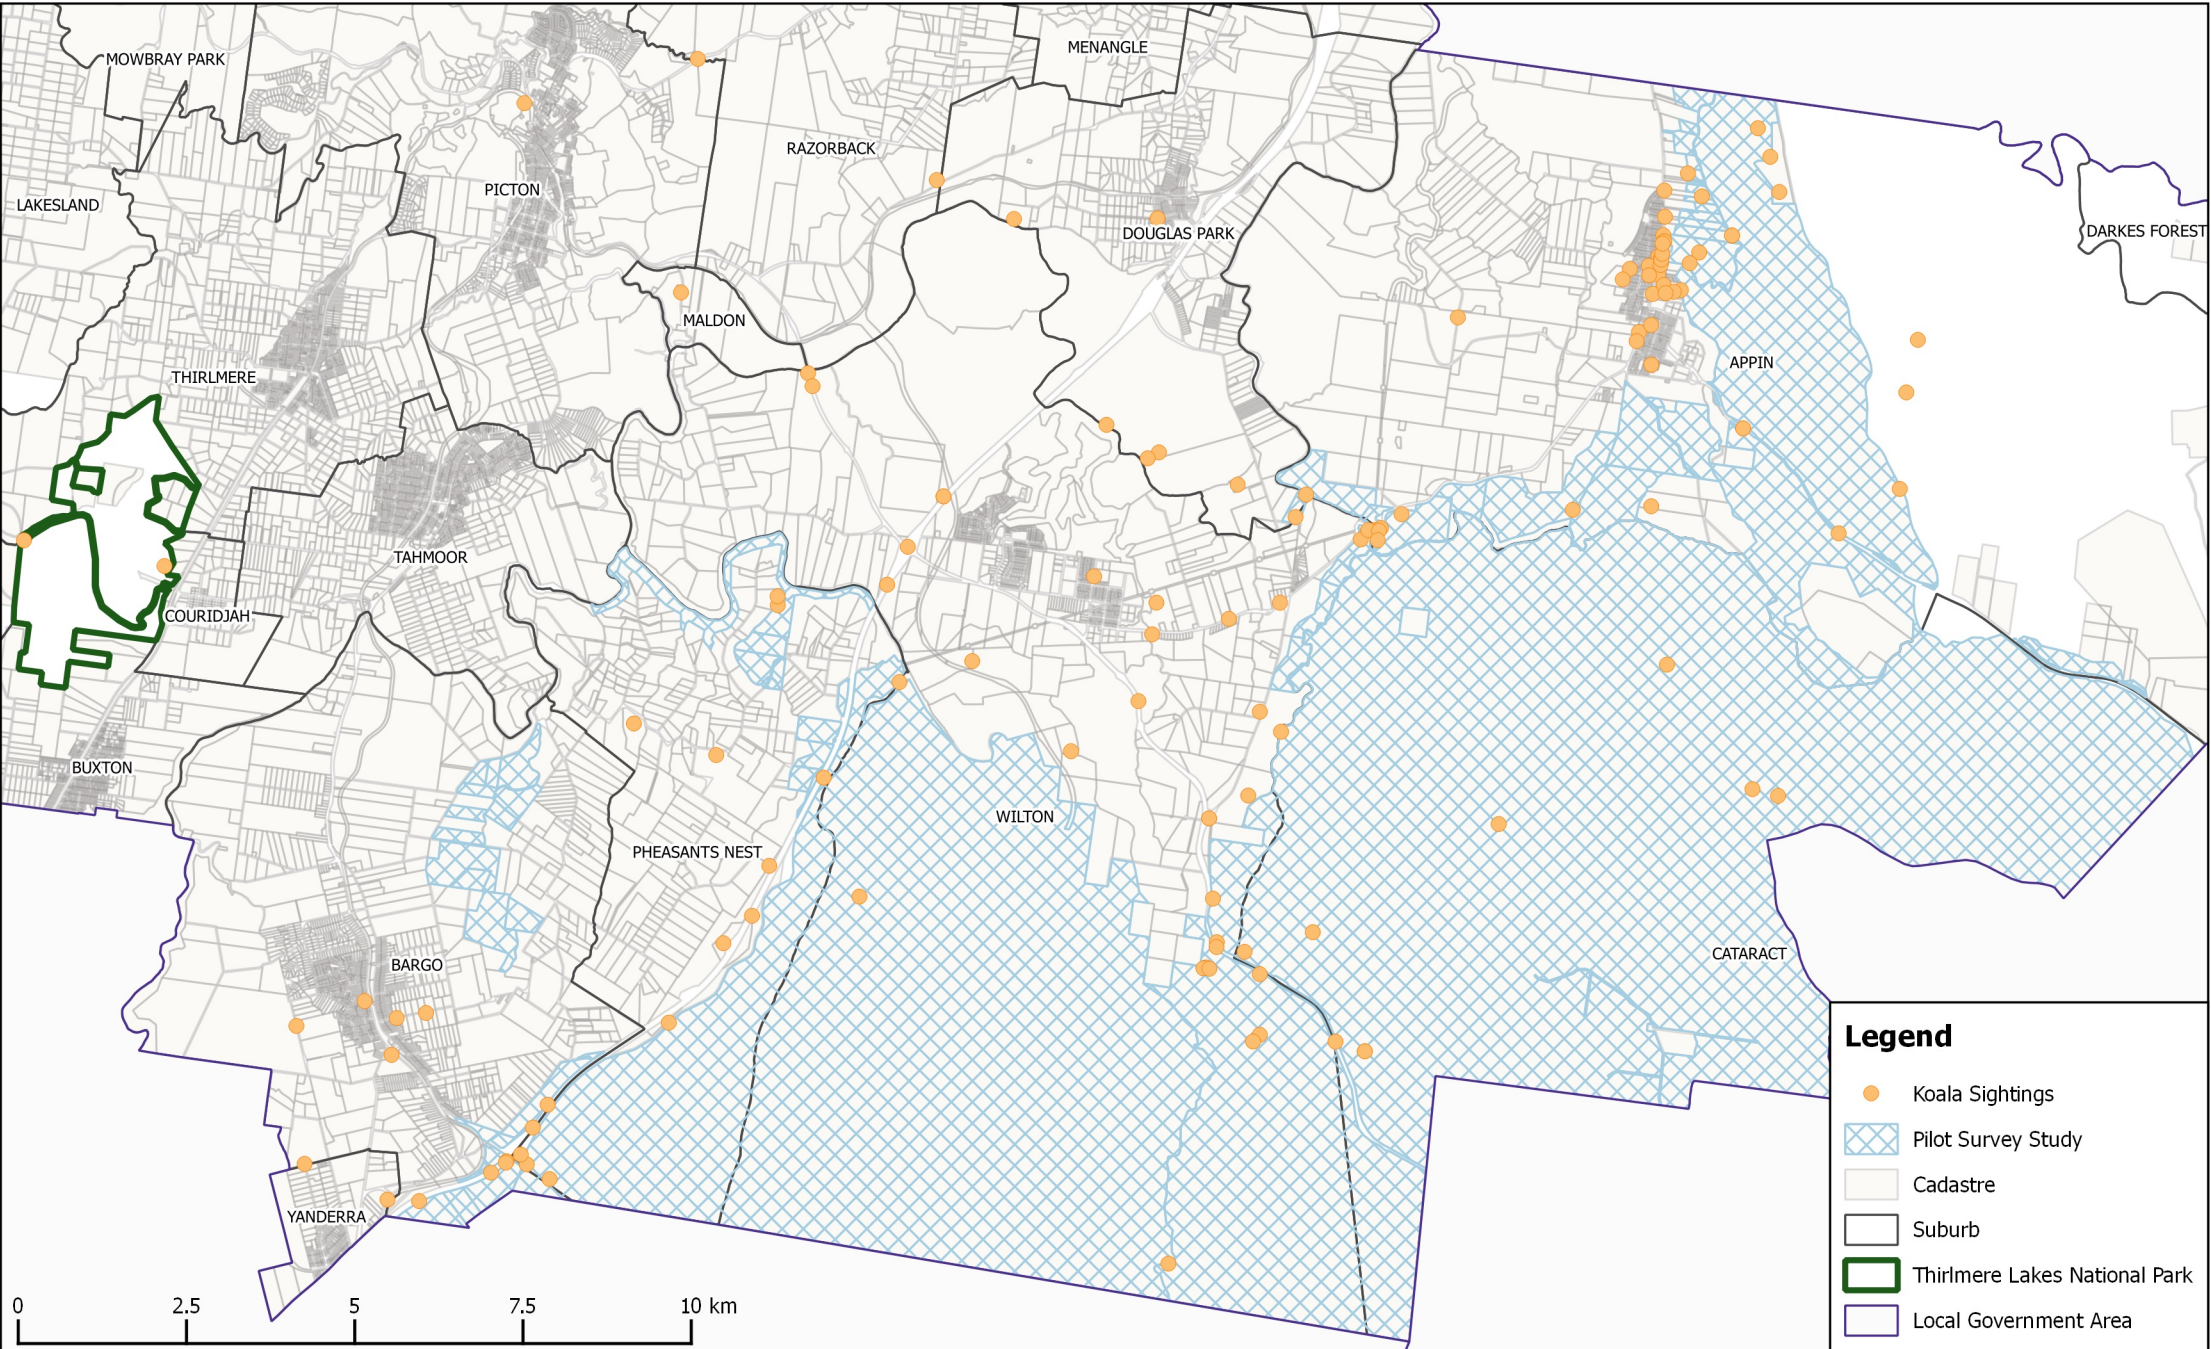 MENANGLE
MOWBRAY PARK
RAZORBACK
PICTON
LAKESLAND
DOUGLAS PARK
DARKES FOREST
MALDON
APPIN
THIRLMERE
TAHMOOR
COURIDJAH
BUXTON
WILTON
PHEASANTS NEST
CATARACT
BARGO
YANDERRA
0 2.5 5 7.5 10 km
Legend
Koala Sightings
Pilot Survey Study
Cadastre
Suburb
Thirlmere Lakes National Park
Local Government Area